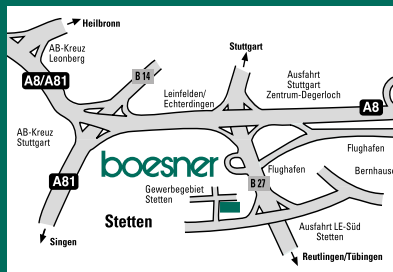 Heilbronn
AB-Kreuz
Leonberg
Stuttgart
A8/A81
B 14
Leinfelden/
Echterdingen
Ausfahrt
Stuttgart
Zentrum-Degerloch
A8
AB-Kreuz
Stuttgart
Flughafen
boesner
Flughafen
Bernhause
A81
B 27
Gewerbegebiet
Stetten
Stetten
Ausfahrt LE-Süd
Stetten
Singen
Reutlingen/Tübingen